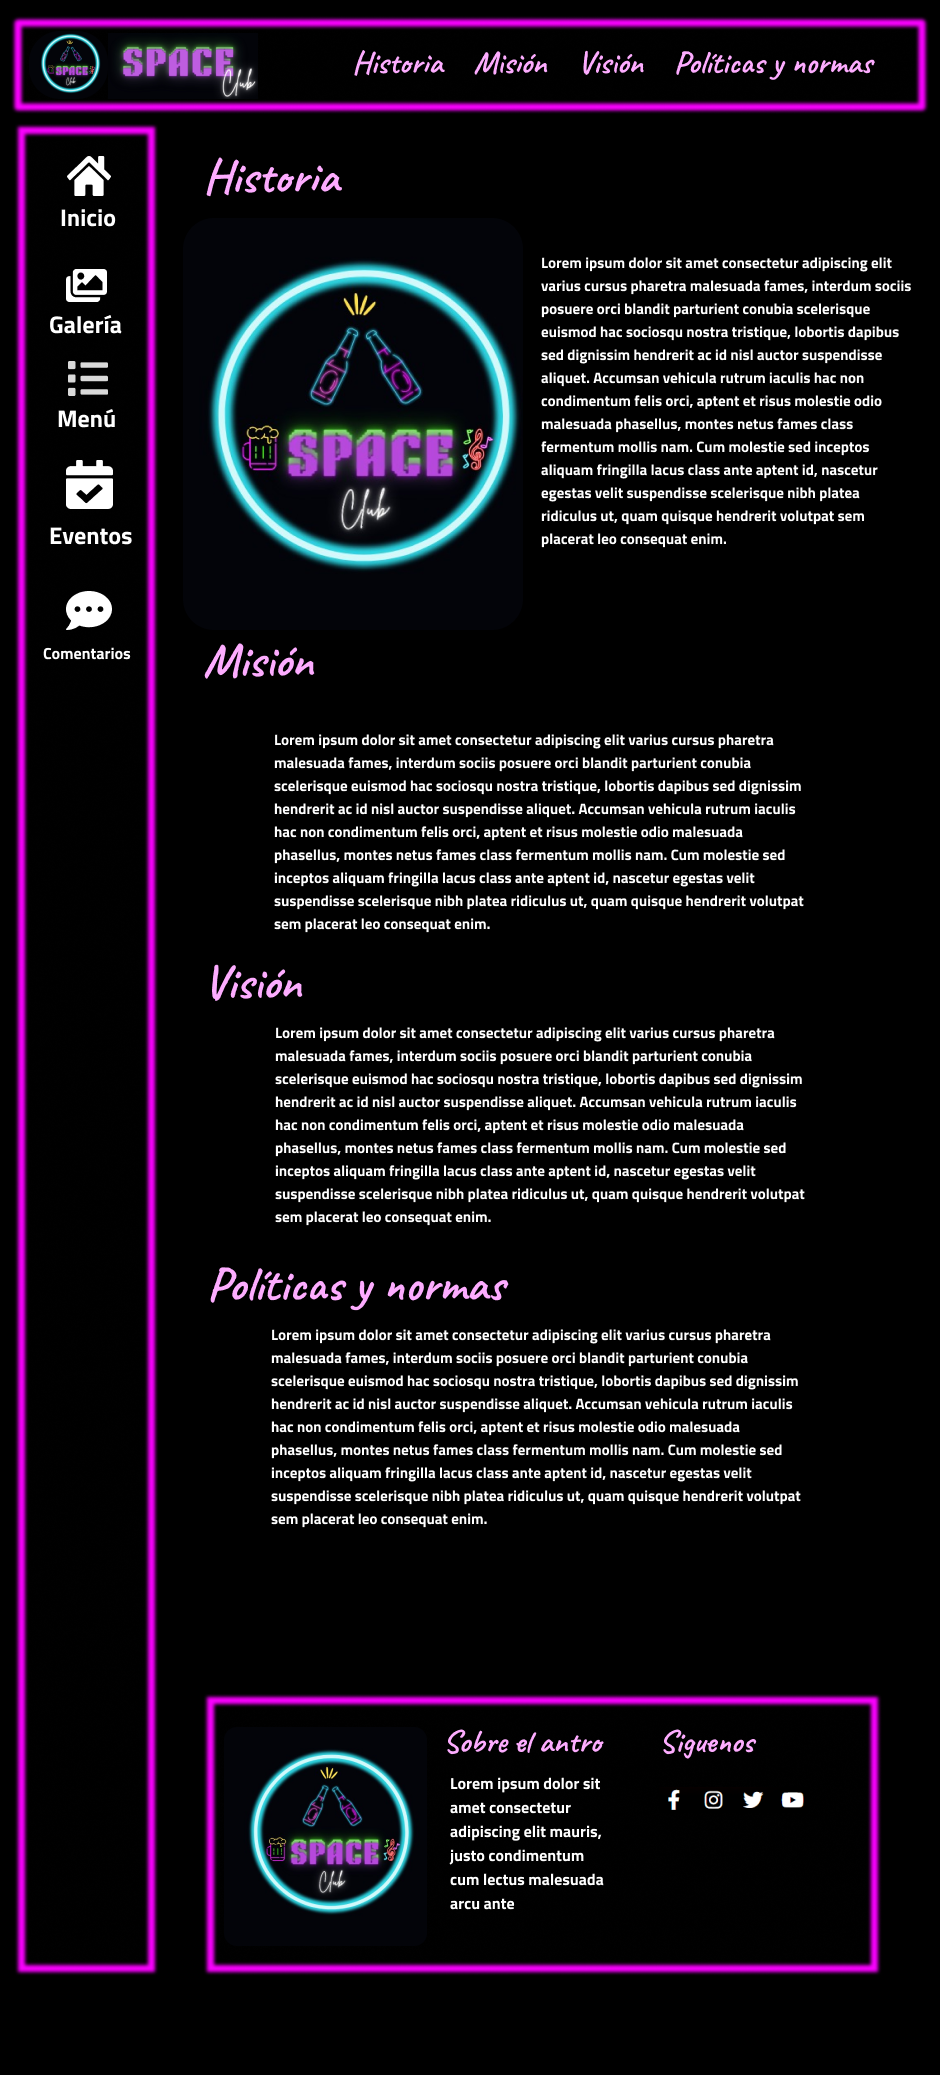 SPACE
Club
SPACE
Club
Historia Misión Visión Políticas y normas
Inicio
Galería
Menú
Eventos
Comentarios
Historia
SPACE
Club
Lorem ipsum dolor sit amet consectetur adipiscing elit
varius cursus pharetra malesuada fames, interdum sociis
posuere orci blandit parturient conubia scelerisque
euismod hac sociosqu nostra tristique, lobortis dapibus
sed dignissim hendrerit ac id nisl auctor suspendisse
aliquet. Accumsan vehicula rutrum iaculis hac non
condimentum felis orci, aptent et risus molestie odio
malesuada phasellus, montes netus fames class
fermentum mollis nam. Cum molestie sed inceptos
aliquam fringilla lacus class ante aptent id, nascetur
egestas velit suspendisse scelerisque nibh platea
ridiculus ut, quam quisque hendrerit volutpat sem
placerat leo consequat enim.
Misión
Lorem ipsum dolor sit amet consectetur adipiscing elit varius cursus pharetra
malesuada fames, interdum sociis posuere orci blandit parturient conubia
scelerisque euismod hac sociosqu nostra tristique, lobortis dapibus sed dignissim
hendrerit ac id nisl auctor suspendisse aliquet. Accumsan vehicula rutrum iaculis
hac non condimentum felis orci, aptent et risus molestie odio malesuada
phasellus, montes netus fames class fermentum mollis nam. Cum molestie sed
inceptos aliquam fringilla lacus class ante aptent id, nascetur egestas velit
suspendisse scelerisque nibh platea ridiculus ut, quam quisque hendrerit volutpat
sem placerat leo consequat enim.
Visión
Lorem ipsum dolor sit amet consectetur adipiscing elit varius cursus pharetra
malesuada fames, interdum sociis posuere orci blandit parturient conubia
scelerisque euismod hac sociosqu nostra tristique, lobortis dapibus sed dignissim
hendrerit ac id nisl auctor suspendisse aliquet. Accumsan vehicula rutrum iaculis
hac non condimentum felis orci, aptent et risus molestie odio malesuada
phasellus, montes netus fames class fermentum mollis nam. Cum molestie sed
inceptos aliquam fringilla lacus class ante aptent id, nascetur egestas velit
suspendisse scelerisque nibh platea ridiculus ut, quam quisque hendrerit volutpat
sem placerat leo consequat enim.
Políticas y normas
Lorem ipsum dolor sit amet consectetur adipiscing elit varius cursus pharetra
malesuada fames, interdum sociis posuere orci blandit parturient conubia
scelerisque euismod hac sociosqu nostra tristique, lobortis dapibus sed dignissim
hendrerit ac id nisl auctor suspendisse aliquet. Accumsan vehicula rutrum iaculis
hac non condimentum felis orci, aptent et risus molestie odio malesuada
phasellus, montes netus fames class fermentum mollis nam. Cum molestie sed
inceptos aliquam fringilla lacus class ante aptent id, nascetur egestas velit
suspendisse scelerisque nibh platea ridiculus ut, quam quisque hendrerit volutpat
sem placerat leo consequat enim.
SPACE
Club
Sobre el antro
Lorem ipsum dolor sit
amet consectetur
adipiscing elit mauris,
justo condimentum
cum lectus malesuada
arcu ante
Siguenos